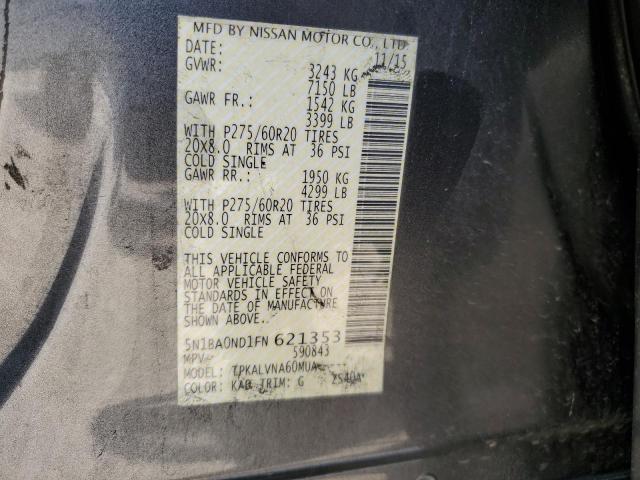 MFD BY NISSAN MOTOR CO., LTD.
DATE: 11/15
GVWR: 3243 KG
7150 LB
GAWR FR.: 1542 KG
3399 LB
WITH P275/60R20 TIRES
20X8.0 RIMS AT 36 PSI
COLD SINGLE
GAWR RR.: 1950 KG
4299 LB
WITH P275/60R20 TIRES
20X8.0 RIMS AT 36 PSI
COLD SINGLE
THIS VEHICLE CONFORMS TO
ALL APPLICABLE FEDERAL
MOTOR VEHICLE SAFETY
STANDARDS IN EFFECT ON
THE DATE OF MANUFACTURE
SHOWN ABOVE.
5N1BA0ND1FN 621353
MPV 590843
MODEL: TPKALVNA60MUA
COLOR: KAD TRIM: G